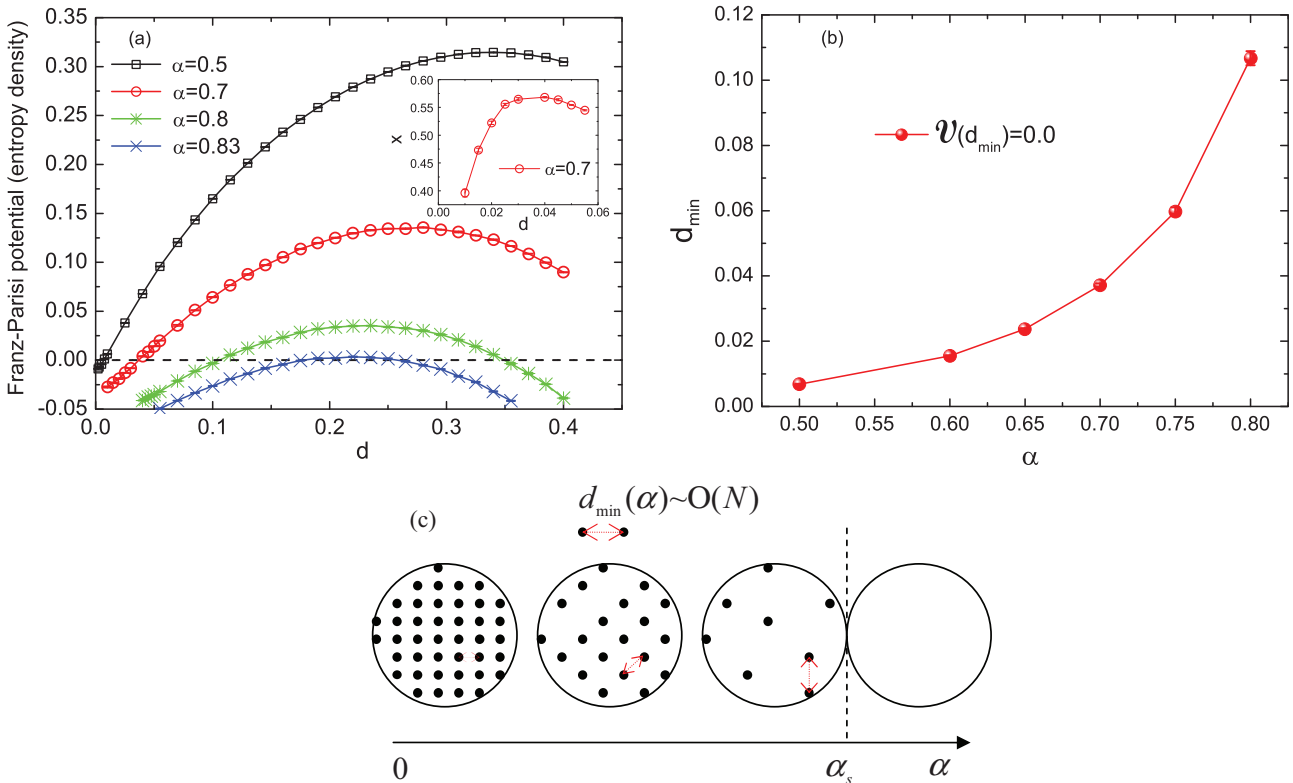 (a)
α=0.5
α=0.7
α=0.8
α=0.83
Franz-Parisi potential (entropy density)
0.35
0.30
0.25
0.20
0.15
0.10
0.05
0.00
-0.05
0.0 0.1 0.2 0.3 0.4
d
0.60
0.55
0.50
0.45
0.40
x
α=0.7
0.00 0.02 0.04 0.06
d
(b)
𝒱(d_min)=0.0
d_min
0.12
0.10
0.08
0.06
0.04
0.02
0.00
0.50 0.55 0.60 0.65 0.70 0.75 0.80
α
d_min(α)~O(N)
(c)
0 α_s α